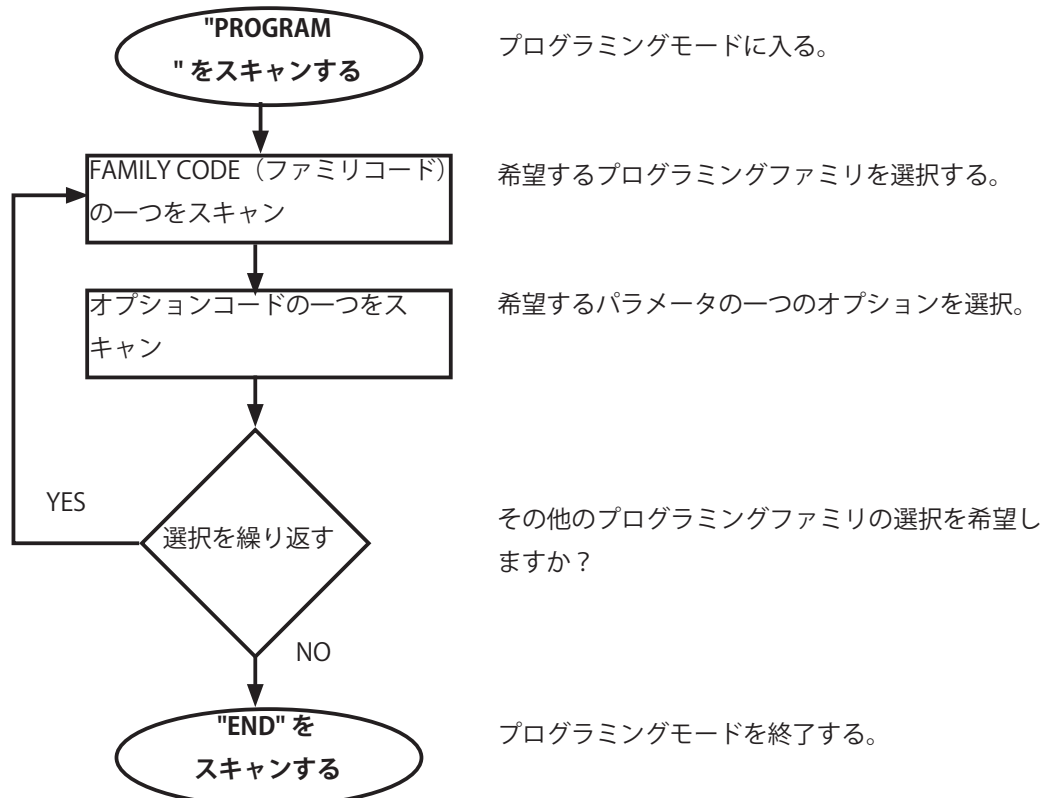 "PROGRAM
" をスキャンする
プログラミングモードに入る。
FAMILY CODE（ファミリコード）
の一つをスキャン
希望するプログラミングファミリを選択する。
オプションコードの一つをス
キャン
希望するパラメータの一つのオプションを選択。
YES
選択を繰り返す
その他のプログラミングファミリの選択を希望し
ますか？
NO
"END" を
スキャンする
プログラミングモードを終了する。